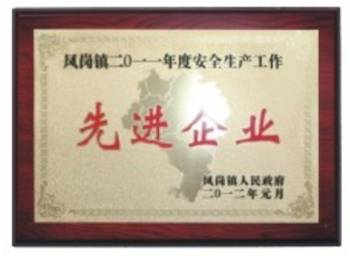 凤岗镇二〇一一年度安全生产工作
先进企业
凤岗镇人民政府
二〇一二年元月